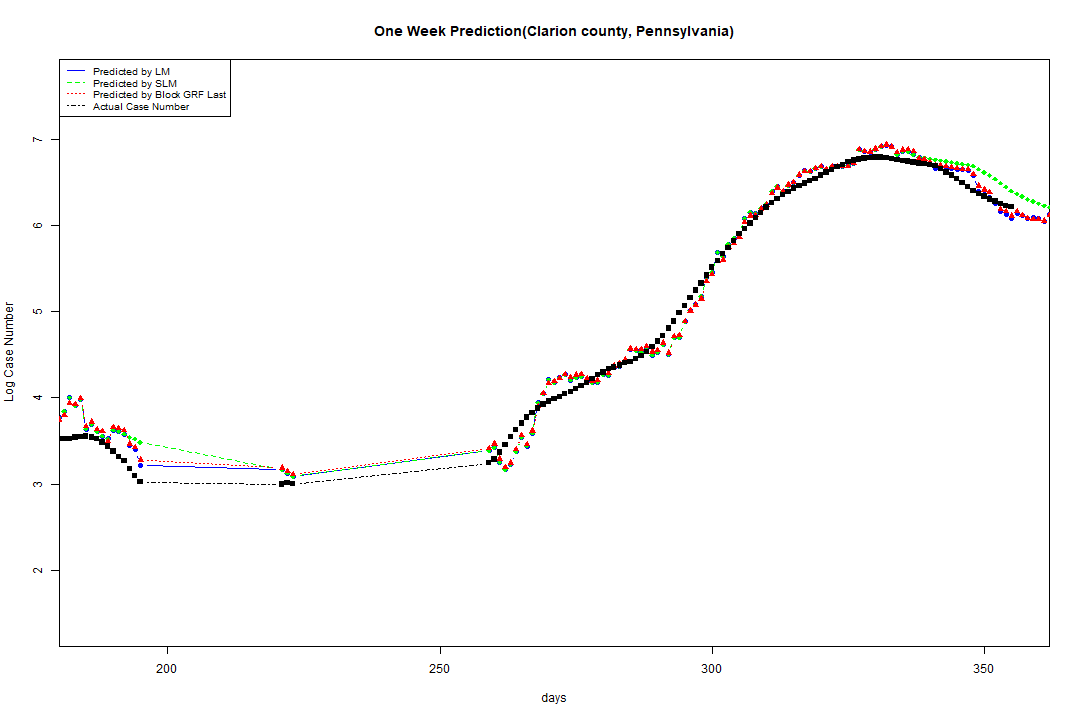 One Week Prediction(Clarion county, Pennsylvania)
Predicted by LM
Predicted by SLM
Predicted by Block GRF Last
Actual Case Number
7
6
5
4
3
2
Log Case Number
200 250 300 350
days